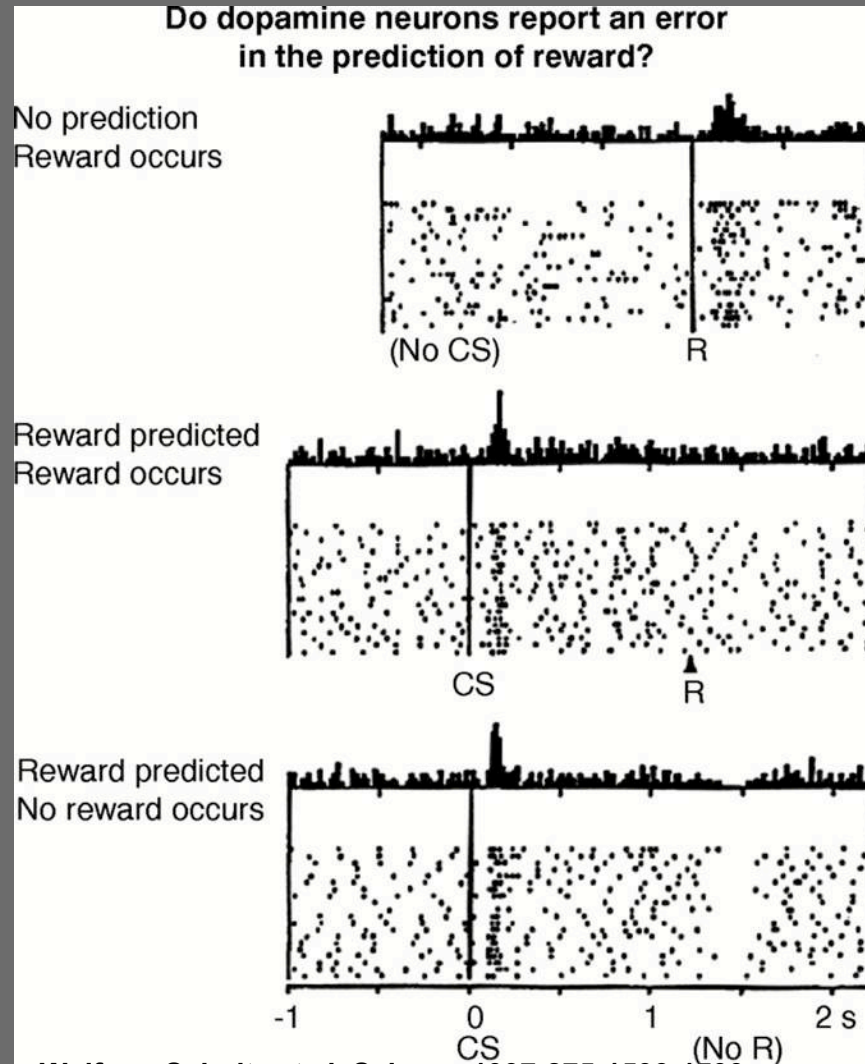 Do dopamine neurons report an error
in the prediction of reward?
No prediction
Reward occurs
(No CS)
R
Reward predicted
Reward occurs
CS
R
Reward predicted
No reward occurs
-1
0
1
2 s
CS
(No R)